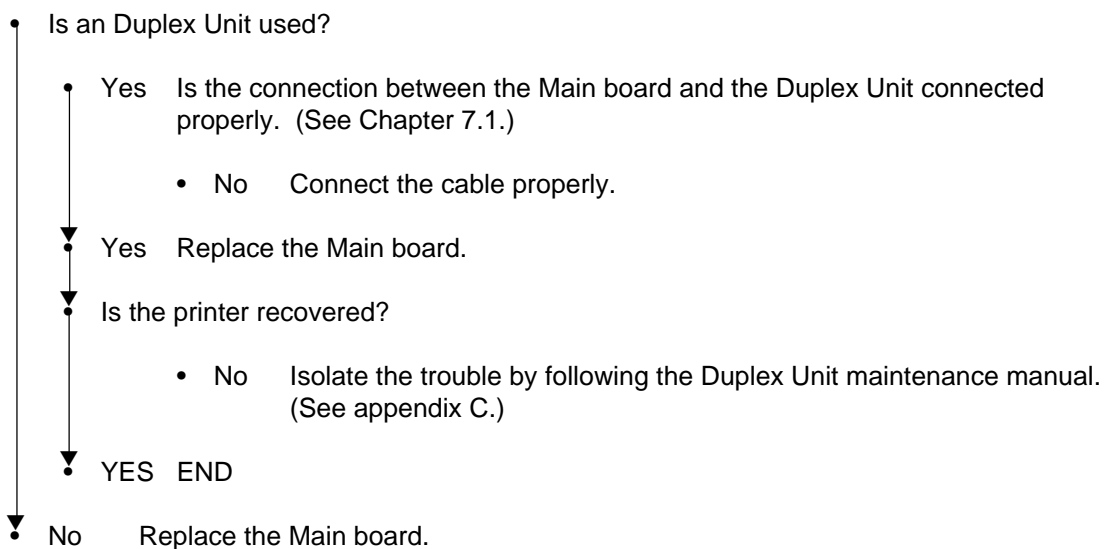 • Is an Duplex Unit used?
• Yes Is the connection between the Main board and the Duplex Unit connected
properly. (See Chapter 7.1.)
• No Connect the cable properly.
• Yes Replace the Main board.
• Is the printer recovered?
• No Isolate the trouble by following the Duplex Unit maintenance manual.
(See appendix C.)
• YES END
• No Replace the Main board.